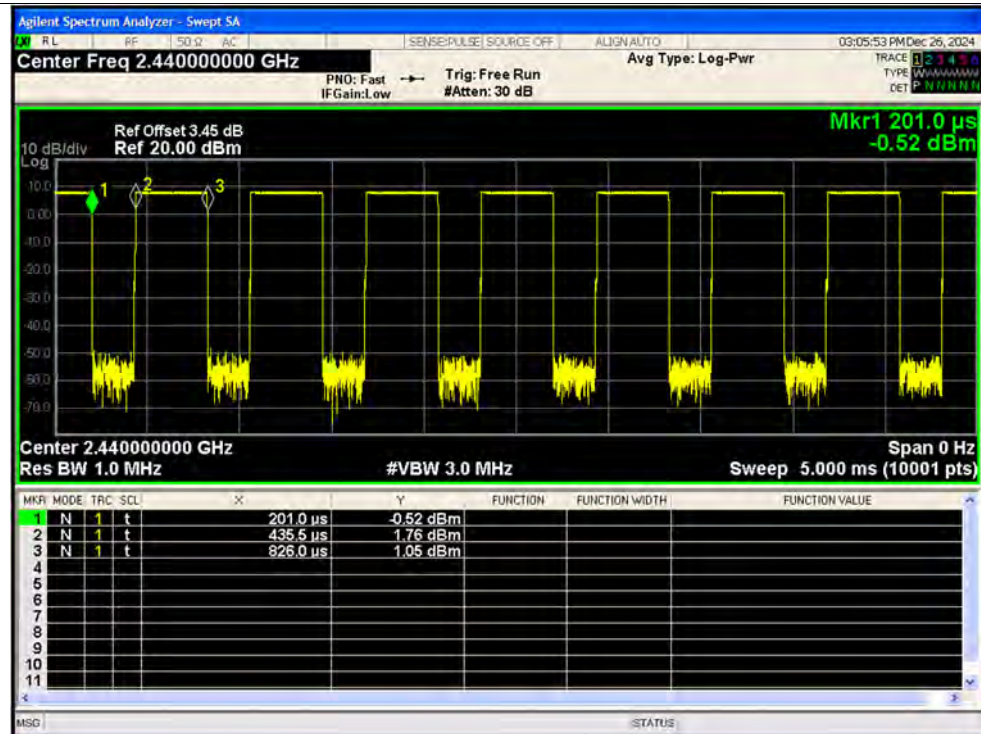 Agilent Spectrum Analyzer - Swept SA
RL RF 50 Ω AC SENSE:PULSE SOURCE OFF ALIGN AUTO 03:05:53 PM Dec 26, 2024
Center Freq 2.440000000 GHz
PNO: Fast
IFGain:Low
Trig: Free Run
#Atten: 30 dB
Avg Type: Log-Pwr
TRACE 1 2 3 4 5 6
TYPE W
DET P N N N N N
Mkr1 201.0 µs
-0.52 dBm
Ref Offset 3.45 dB
10 dB/div Ref 20.00 dBm
Log
10.0
0.00
-10.0
-20.0
-30.0
-40.0
-50.0
-60.0
-70.0
1 2 3
Center 2.440000000 GHz Span 0 Hz
Res BW 1.0 MHz #VBW 3.0 MHz Sweep 5.000 ms (10001 pts)
MKR MODE TRC SCL X Y FUNCTION FUNCTION WIDTH FUNCTION VALUE
1 N 1 t 201.0 µs -0.52 dBm
2 N 1 t 435.5 µs 1.76 dBm
3 N 1 t 826.0 µs 1.05 dBm
4
5
6
7
8
9
10
11
MSG STATUS